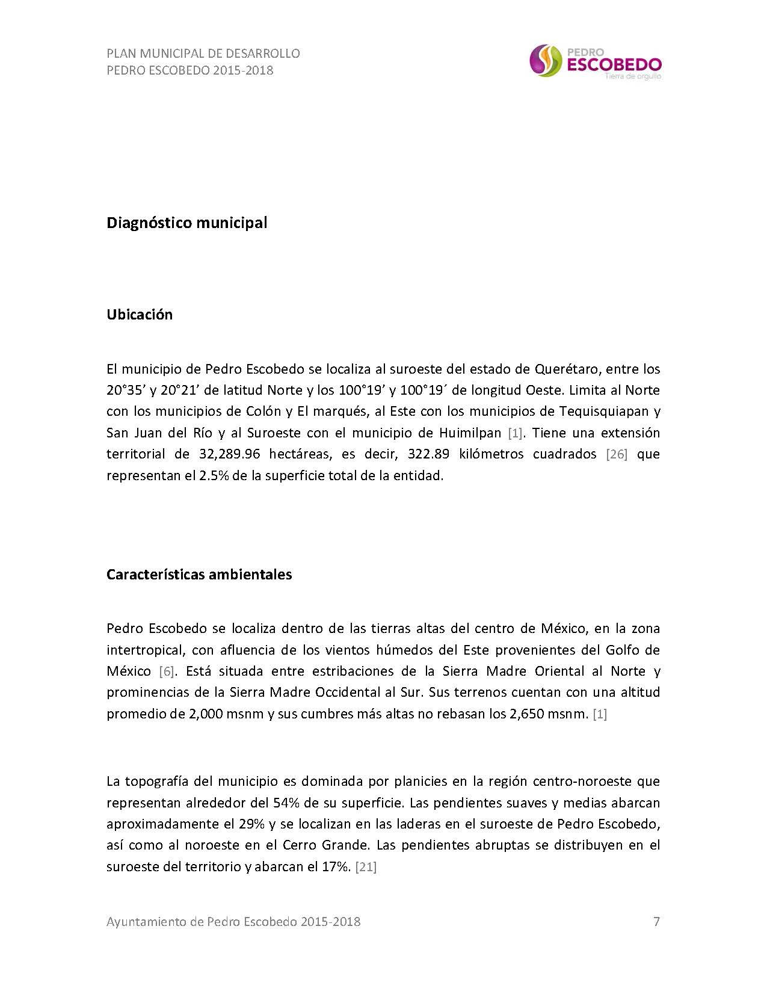 PLAN MUNICIPAL DE DESARROLLO
PEDRO ESCOBEDO 2015-2018
PEDRO
ESCOBEDO
Tierra de orgullo
Diagnóstico municipal
Ubicación
El municipio de Pedro Escobedo se localiza al suroeste del estado de Querétaro, entre los
20°35’ y 20°21’ de latitud Norte y los 100°19’ y 100°19´ de longitud Oeste. Limita al Norte
con los municipios de Colón y El marqués, al Este con los municipios de Tequisquiapan y
San Juan del Río y al Suroeste con el municipio de Huimilpan [1]. Tiene una extensión
territorial de 32,289.96 hectáreas, es decir, 322.89 kilómetros cuadrados [26] que
representan el 2.5% de la superficie total de la entidad.
Características ambientales
Pedro Escobedo se localiza dentro de las tierras altas del centro de México, en la zona
intertropical, con afluencia de los vientos húmedos del Este provenientes del Golfo de
México [6]. Está situada entre estribaciones de la Sierra Madre Oriental al Norte y
prominencias de la Sierra Madre Occidental al Sur. Sus terrenos cuentan con una altitud
promedio de 2,000 msnm y sus cumbres más altas no rebasan los 2,650 msnm. [1]
La topografía del municipio es dominada por planicies en la región centro-noroeste que
representan alrededor del 54% de su superficie. Las pendientes suaves y medias abarcan
aproximadamente el 29% y se localizan en las laderas en el suroeste de Pedro Escobedo,
así como al noroeste en el Cerro Grande. Las pendientes abruptas se distribuyen en el
suroeste del territorio y abarcan el 17%. [21]
Ayuntamiento de Pedro Escobedo 2015-2018 7